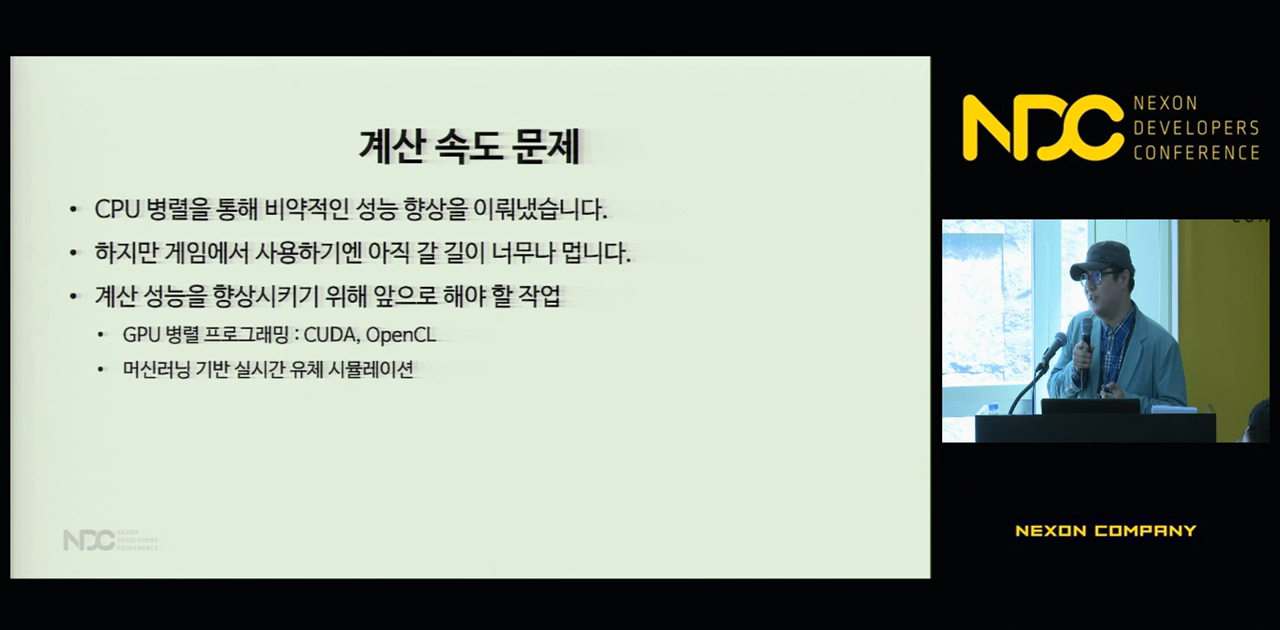 계산 속도 문제
• CPU 병렬을 통해 비약적인 성능 향상을 이뤄냈습니다.
• 하지만 게임에서 사용하기엔 아직 갈 길이 너무나 멉니다.
• 계산 성능을 향상시키기 위해 앞으로 해야 할 작업
• GPU 병렬 프로그래밍 : CUDA, OpenCL
• 머신러닝 기반 실시간 유체 시뮬레이션
NDC
NEXON
DEVELOPERS
CONFERENCE
NDC
NEXON
DEVELOPERS
CONFERENCE
NEXON COMPANY